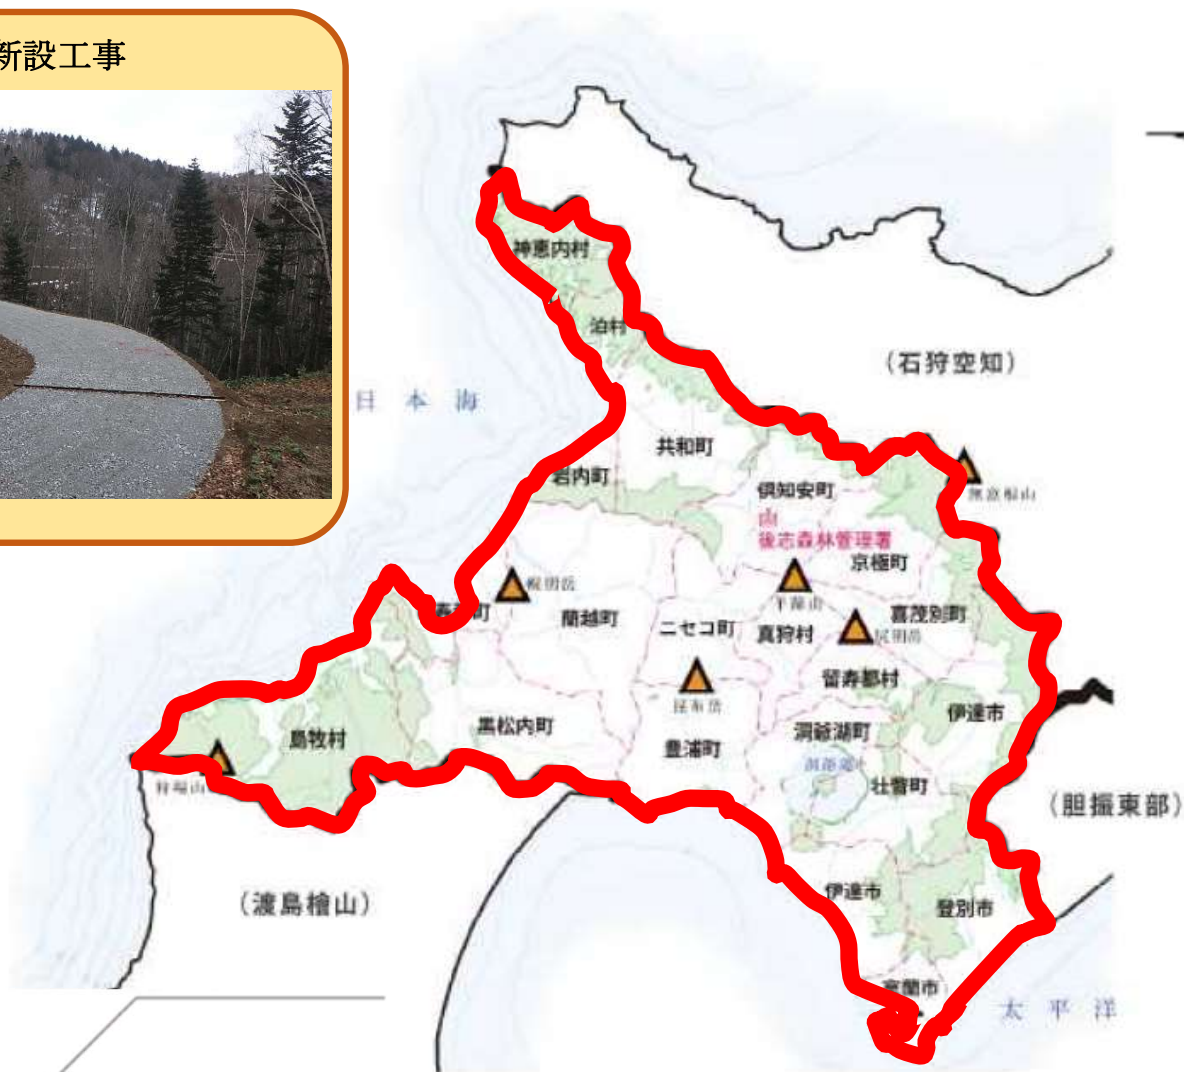 新設工事
神恵内村
泊村
(石狩空知)
日本海
共和町
岩内町
倶知安町
後志森林管理署
京極町
喜茂別町
蘭越町
ニセコ町
真狩村
留寿都村
伊達市
島牧村
黒松内町
豊浦町
洞爺湖町
壮瞥町
狩場山
(胆振東部)
(渡島檜山)
伊達市
登別市
室蘭市
太平洋